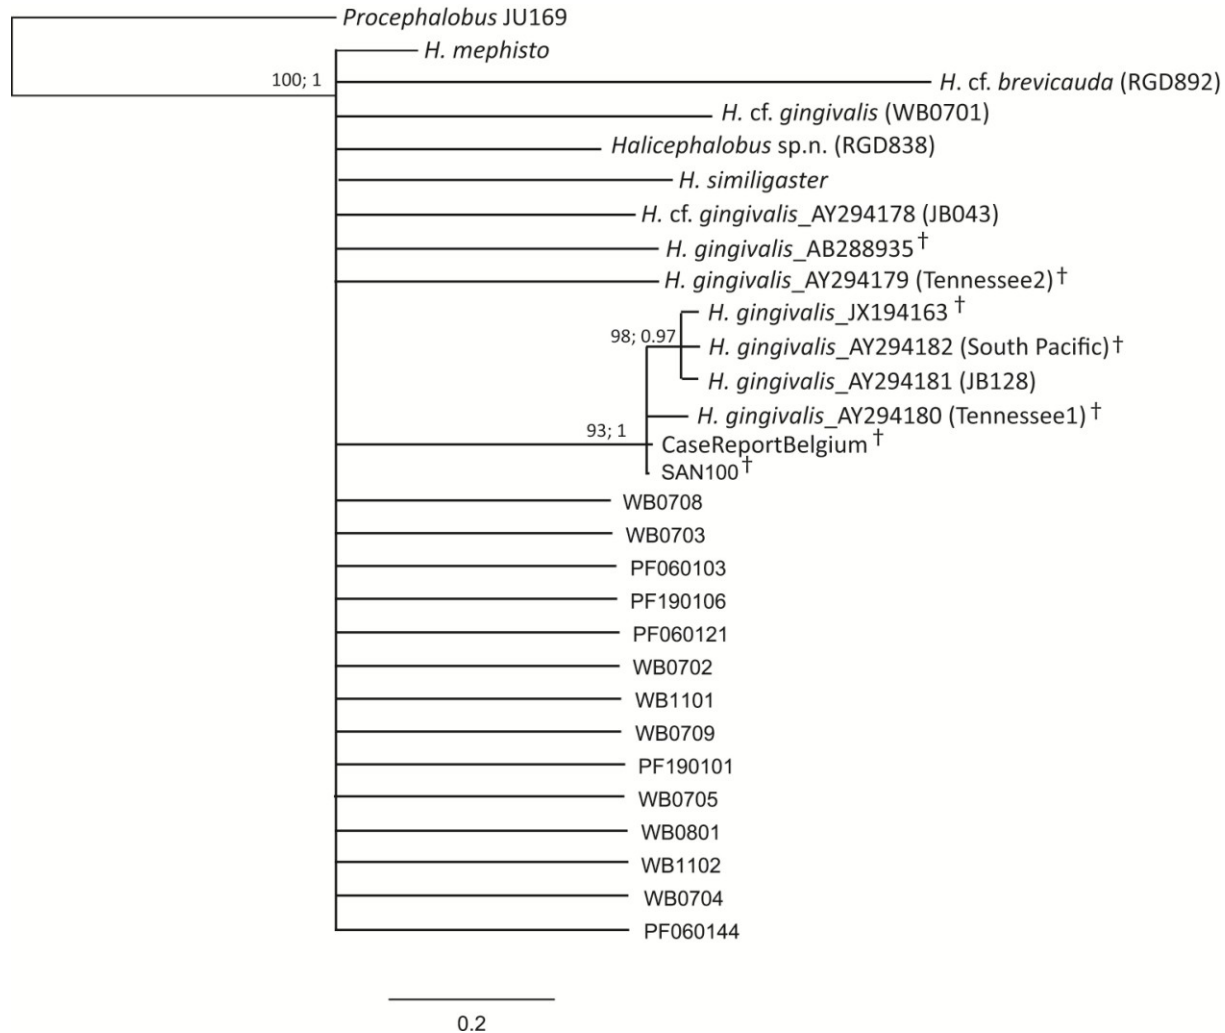 Procephalobus JU169
H. mephisto
100; 1
H. cf. brevicauda (RGD892)
H. cf. gingivalis (WB0701)
Halicephalobus sp.n. (RGD838)
H. similigaster
H. cf. gingivalis_AY294178 (JB043)
H. gingivalis_AB288935†
H. gingivalis_AY294179 (Tennessee2)†
H. gingivalis_JX194163†
98; 0.97
H. gingivalis_AY294182 (South Pacific)†
H. gingivalis_AY294181 (JB128)
H. gingivalis_AY294180 (Tennessee1)†
93; 1
CaseReportBelgium†
SAN100†
WB0708
WB0703
PF060103
PF190106
PF060121
WB0702
WB1101
WB0709
PF190101
WB0705
WB0801
WB1102
WB0704
PF060144
0.2